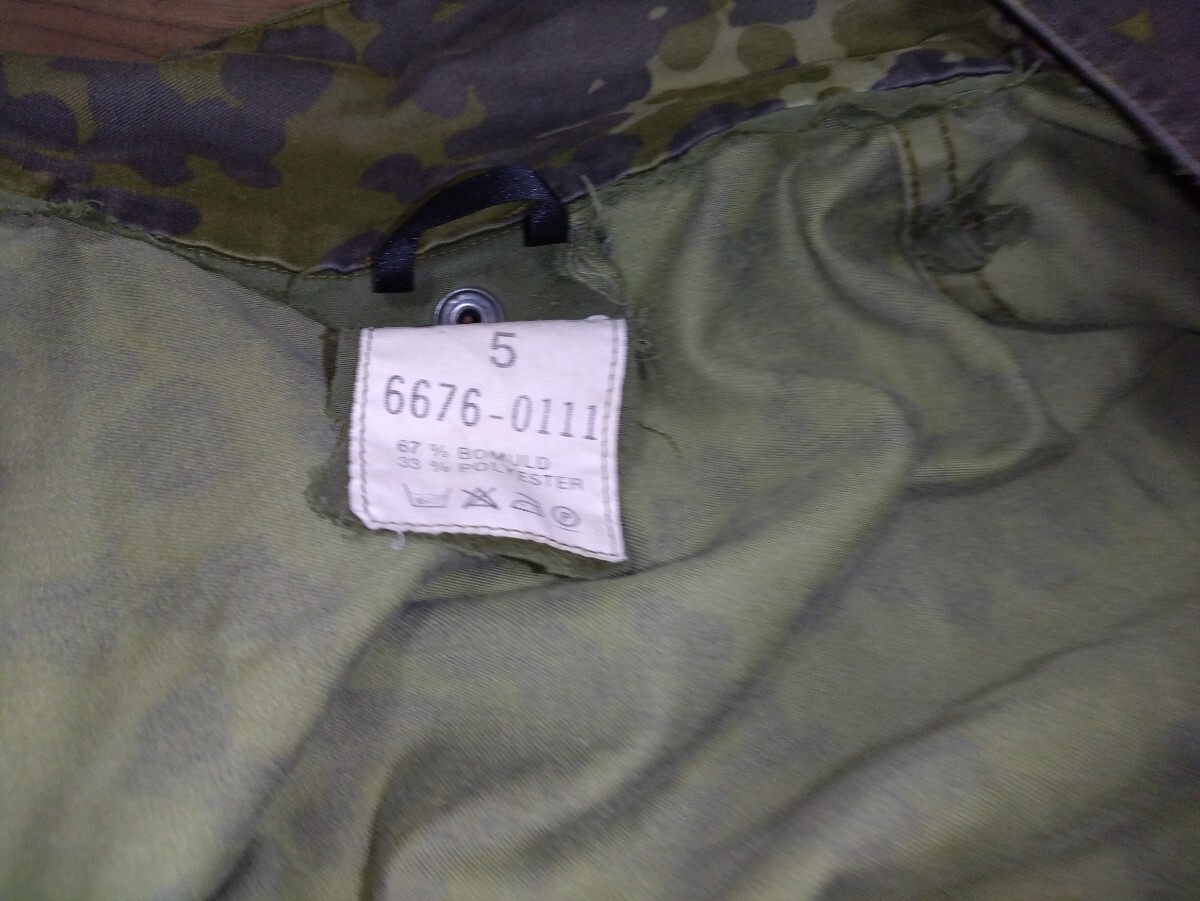 5
6676-0111
67 % BOMULD
33 % POLYESTER
P